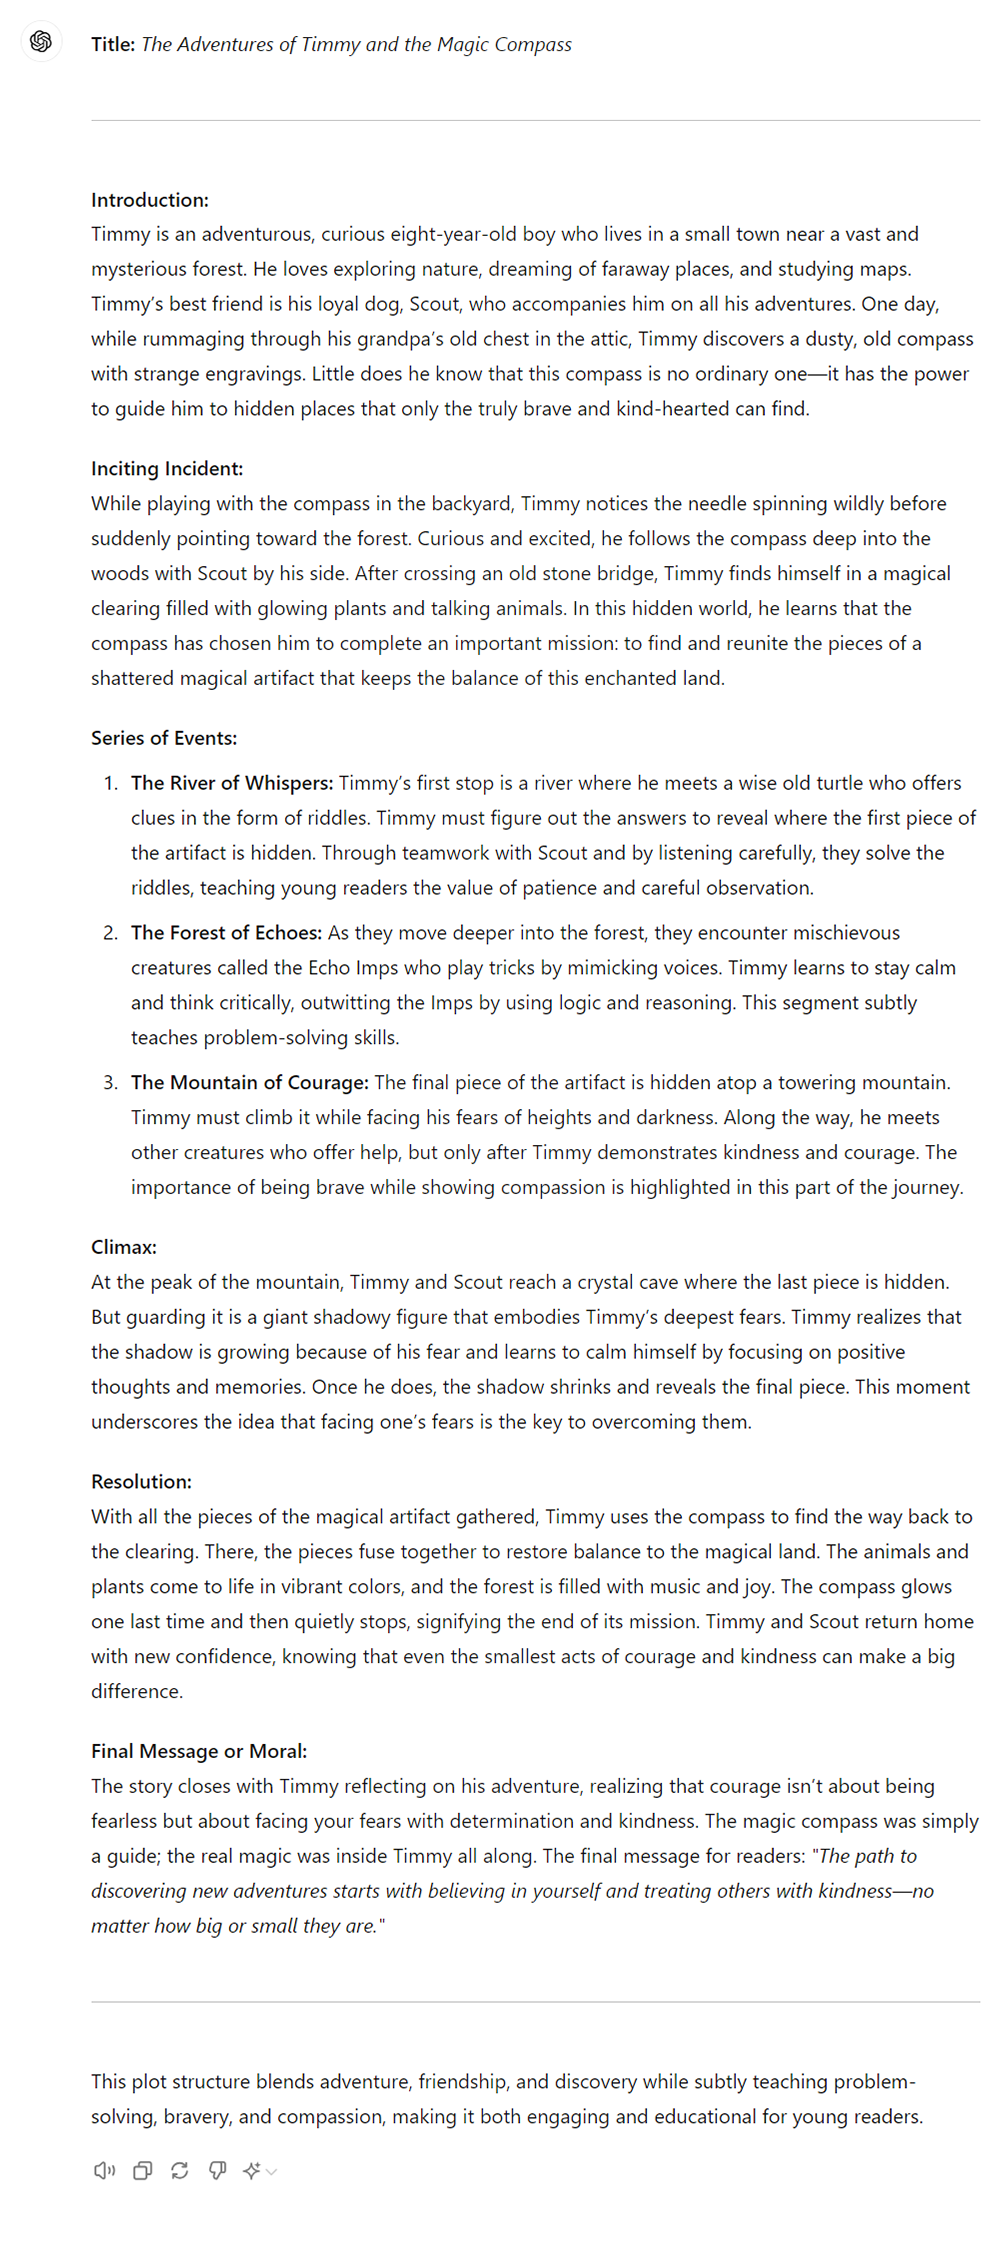 Title: The Adventures of Timmy and the Magic Compass
Introduction:
Timmy is an adventurous, curious eight-year-old boy who lives in a small town near a vast and
mysterious forest. He loves exploring nature, dreaming of faraway places, and studying maps.
Timmy’s best friend is his loyal dog, Scout, who accompanies him on all his adventures. One day,
while rummaging through his grandpa’s old chest in the attic, Timmy discovers a dusty, old compass
with strange engravings. Little does he know that this compass is no ordinary one—it has the power
to guide him to hidden places that only the truly brave and kind-hearted can find.
Inciting Incident:
While playing with the compass in the backyard, Timmy notices the needle spinning wildly before
suddenly pointing toward the forest. Curious and excited, he follows the compass deep into the
woods with Scout by his side. After crossing an old stone bridge, Timmy finds himself in a magical
clearing filled with glowing plants and talking animals. In this hidden world, he learns that the
compass has chosen him to complete an important mission: to find and reunite the pieces of a
shattered magical artifact that keeps the balance of this enchanted land.
Series of Events:
1. The River of Whispers: Timmy’s first stop is a river where he meets a wise old turtle who offers
clues in the form of riddles. Timmy must figure out the answers to reveal where the first piece of
the artifact is hidden. Through teamwork with Scout and by listening carefully, they solve the
riddles, teaching young readers the value of patience and careful observation.
2. The Forest of Echoes: As they move deeper into the forest, they encounter mischievous
creatures called the Echo Imps who play tricks by mimicking voices. Timmy learns to stay calm
and think critically, outwitting the Imps by using logic and reasoning. This segment subtly
teaches problem-solving skills.
3. The Mountain of Courage: The final piece of the artifact is hidden atop a towering mountain.
Timmy must climb it while facing his fears of heights and darkness. Along the way, he meets
other creatures who offer help, but only after Timmy demonstrates kindness and courage. The
importance of being brave while showing compassion is highlighted in this part of the journey.
Climax:
At the peak of the mountain, Timmy and Scout reach a crystal cave where the last piece is hidden.
But guarding it is a giant shadowy figure that embodies Timmy’s deepest fears. Timmy realizes that
the shadow is growing because of his fear and learns to calm himself by focusing on positive
thoughts and memories. Once he does, the shadow shrinks and reveals the final piece. This moment
underscores the idea that facing one’s fears is the key to overcoming them.
Resolution:
With all the pieces of the magical artifact gathered, Timmy uses the compass to find the way back to
the clearing. There, the pieces fuse together to restore balance to the magical land. The animals and
plants come to life in vibrant colors, and the forest is filled with music and joy. The compass glows
one last time and then quietly stops, signifying the end of its mission. Timmy and Scout return home
with new confidence, knowing that even the smallest acts of courage and kindness can make a big
difference.
Final Message or Moral:
The story closes with Timmy reflecting on his adventure, realizing that courage isn’t about being
fearless but about facing your fears with determination and kindness. The magic compass was simply
a guide; the real magic was inside Timmy all along. The final message for readers: "The path to
discovering new adventures starts with believing in yourself and treating others with kindness—no
matter how big or small they are."
This plot structure blends adventure, friendship, and discovery while subtly teaching problem-
solving, bravery, and compassion, making it both engaging and educational for young readers.